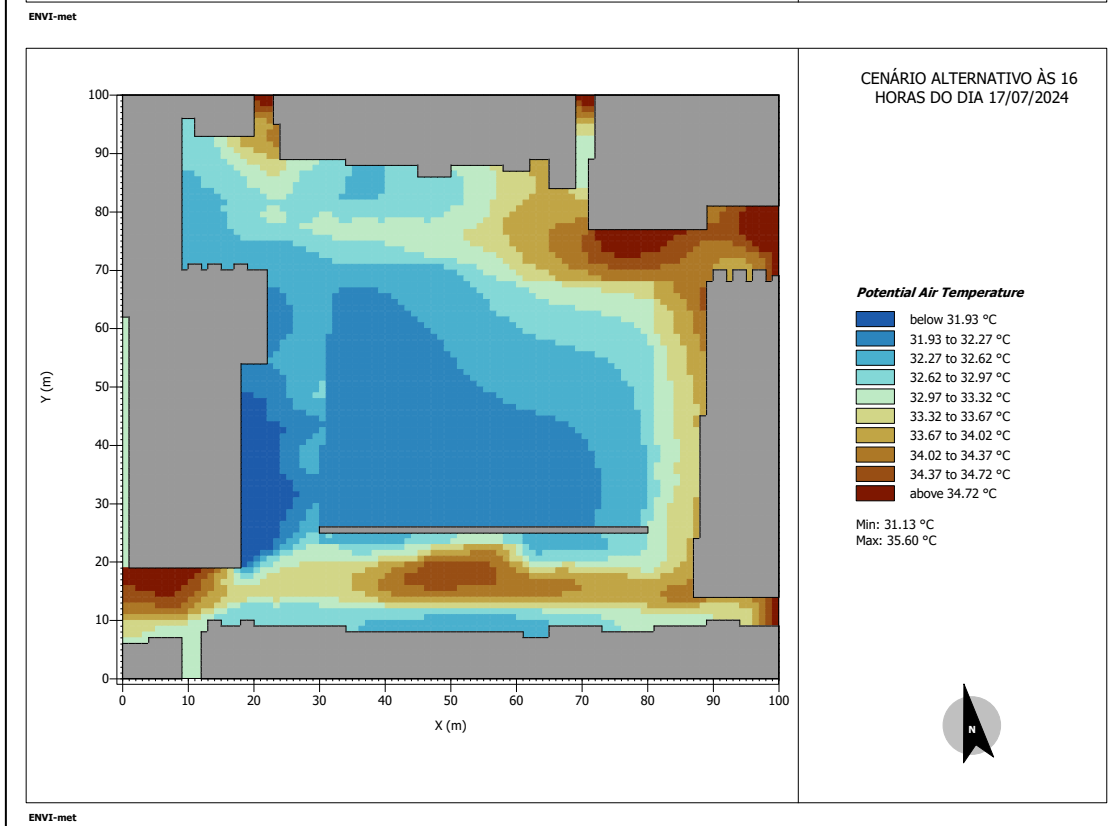 ENVI-met
CENÁRIO ALTERNATIVO ÀS 16
HORAS DO DIA 17/07/2024
100
90
80
70
60
50
40
30
20
10
0
Y (m)
0 10 20 30 40 50 60 70 80 90 100
X (m)
Potential Air Temperature
below 31.93 °C
31.93 to 32.27 °C
32.27 to 32.62 °C
32.62 to 32.97 °C
32.97 to 33.32 °C
33.32 to 33.67 °C
33.67 to 34.02 °C
34.02 to 34.37 °C
34.37 to 34.72 °C
above 34.72 °C
Min: 31.13 °C
Max: 35.60 °C
N
ENVI-met